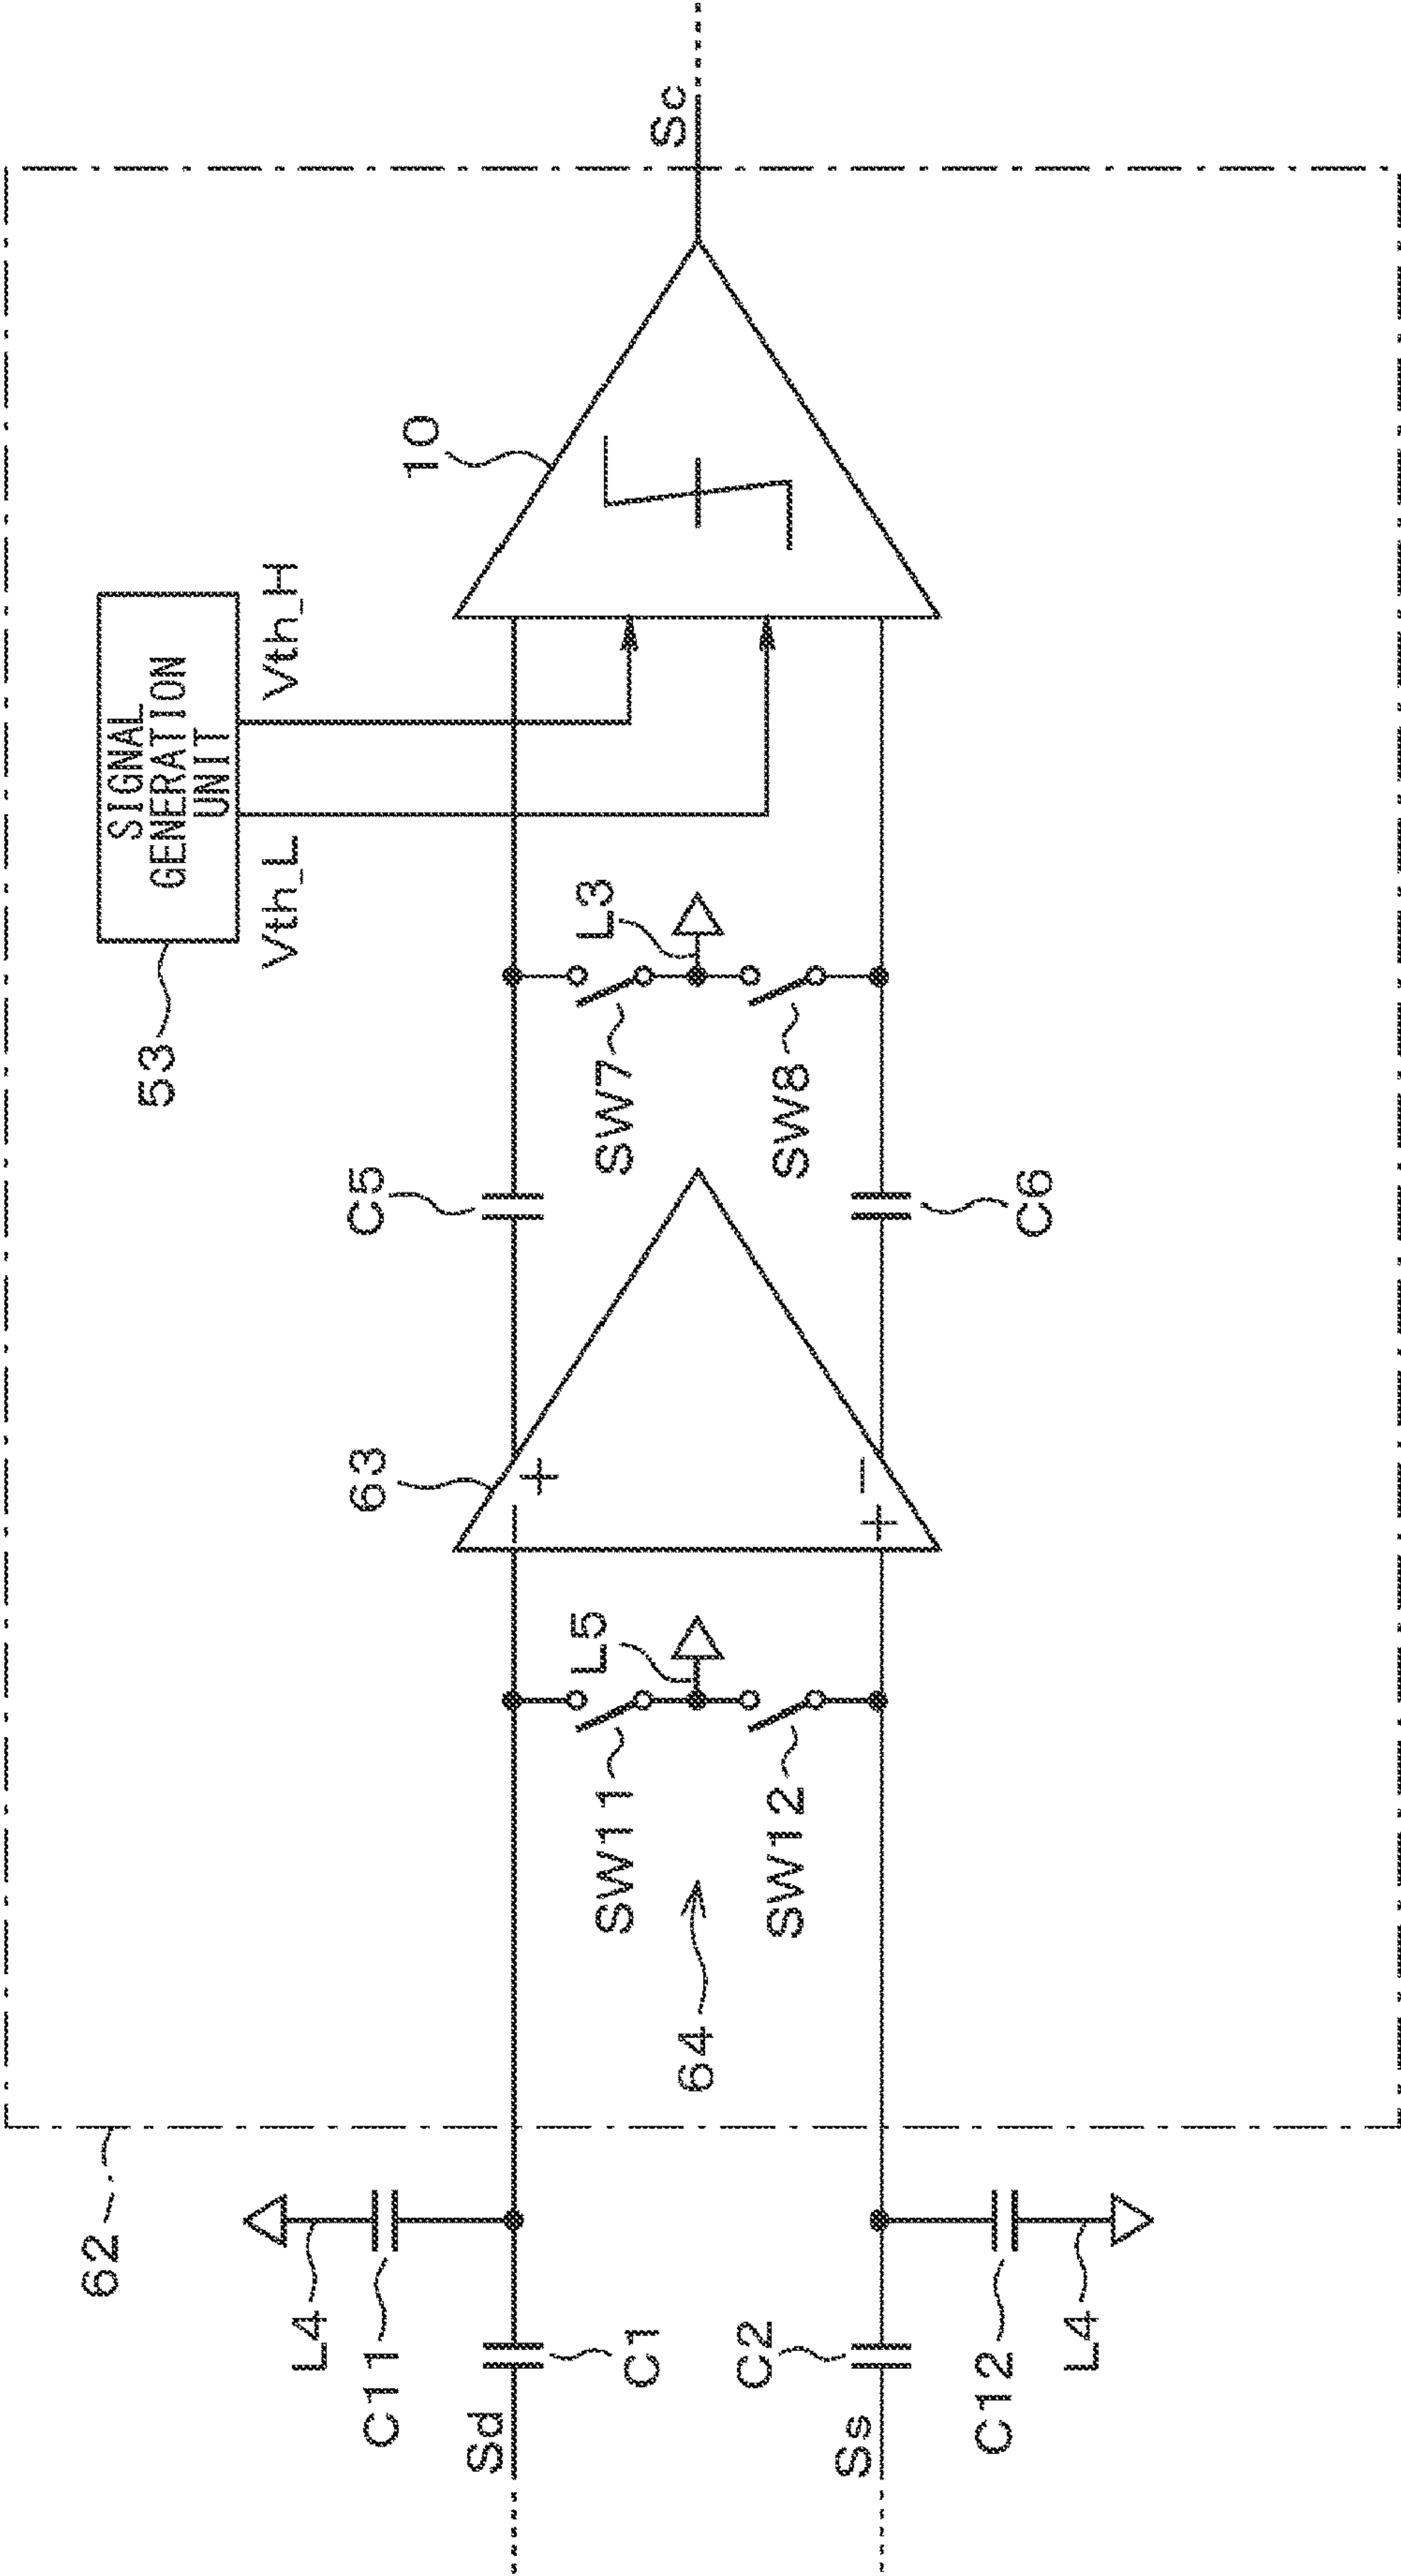 62
L4
C11
Sd
C1
C2
Ss
C12
L4
64
SW11
SW12
L5
63
+
−
−
+
C5
C6
SW7
SW8
L3
53
SIGNAL
GENERATION
UNIT
Vth_L
Vth_H
10
Sc